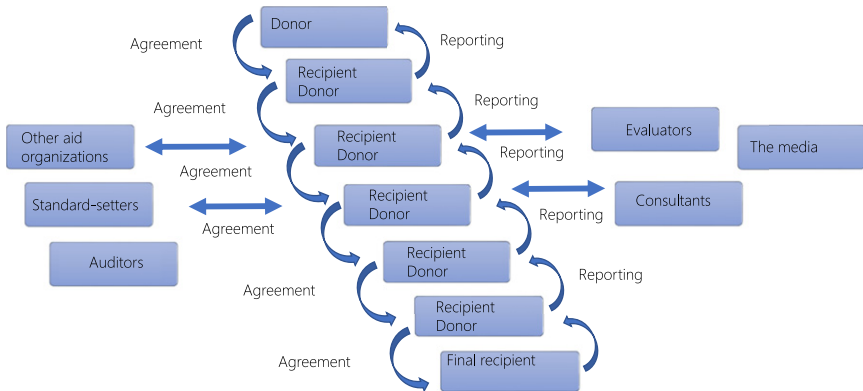 Donor
Agreement
Reporting
Recipient
Donor
Agreement
Reporting
Other aid
organizations
Recipient
Donor
Evaluators
The media
Agreement
Reporting
Standard-setters
Recipient
Donor
Consultants
Agreement
Reporting
Auditors
Recipient
Donor
Agreement
Reporting
Recipient
Donor
Agreement
Final recipient